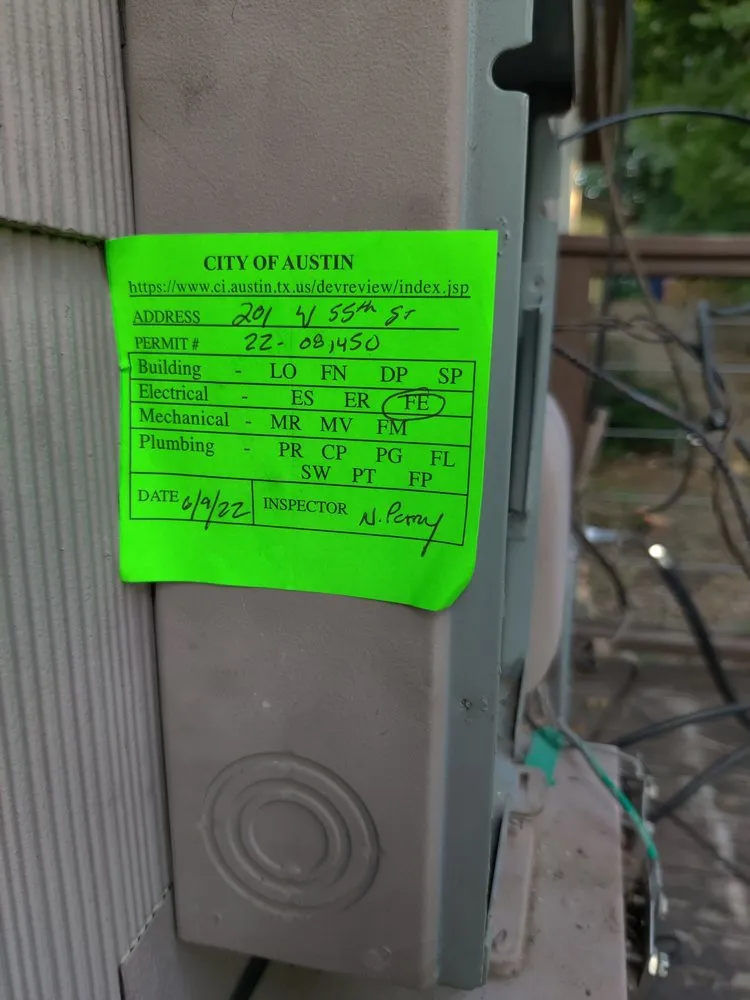 CITY OF AUSTIN
https://www.ci.austin.tx.us/devreview/index.jsp
ADDRESS 201 W 55th St
PERMIT # 22-08,450
Building - LO FN DP SP
Electrical - ES ER FE
Mechanical - MR MV FM
Plumbing - PR CP PG FL
SW PT FP
DATE 6/9/22 INSPECTOR N. Perry